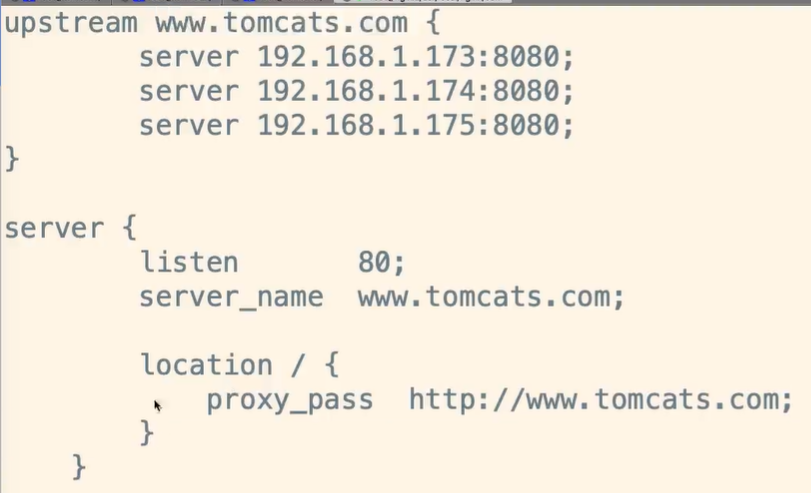 upstream www.tomcats.com {
server 192.168.1.173:8080;
server 192.168.1.174:8080;
server 192.168.1.175:8080;
}
server {
listen 80;
server_name www.tomcats.com;
location / {
proxy_pass http://www.tomcats.com;
}
}